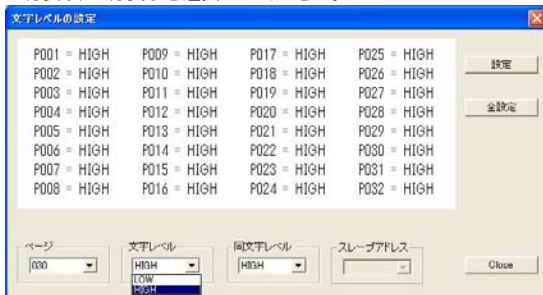 文字レベルの設定
P001 = HIGH P009 = HIGH P017 = HIGH P025 = HIGH
P002 = HIGH P010 = HIGH P018 = HIGH P026 = HIGH
P003 = HIGH P011 = HIGH P019 = HIGH P027 = HIGH
P004 = HIGH P012 = HIGH P020 = HIGH P028 = HIGH
P005 = HIGH P013 = HIGH P021 = HIGH P029 = HIGH
P006 = HIGH P014 = HIGH P022 = HIGH P030 = HIGH
P007 = HIGH P015 = HIGH P023 = HIGH P031 = HIGH
P008 = HIGH P016 = HIGH P024 = HIGH P032 = HIGH
設定
全設定
ページ 文字レベル 同文字レベル スレーブアドレス
030 HIGH HIGH
LOW
HIGH
Close